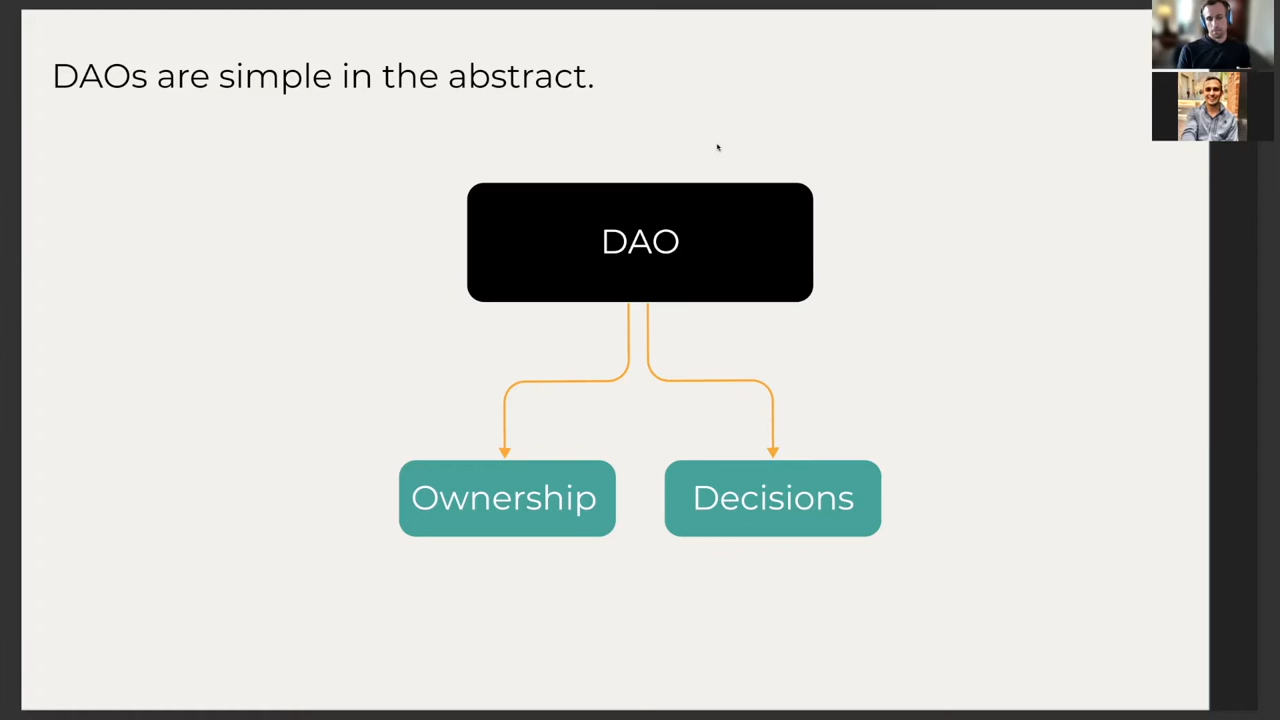 DAOs are simple in the abstract.
DAO
Ownership
Decisions